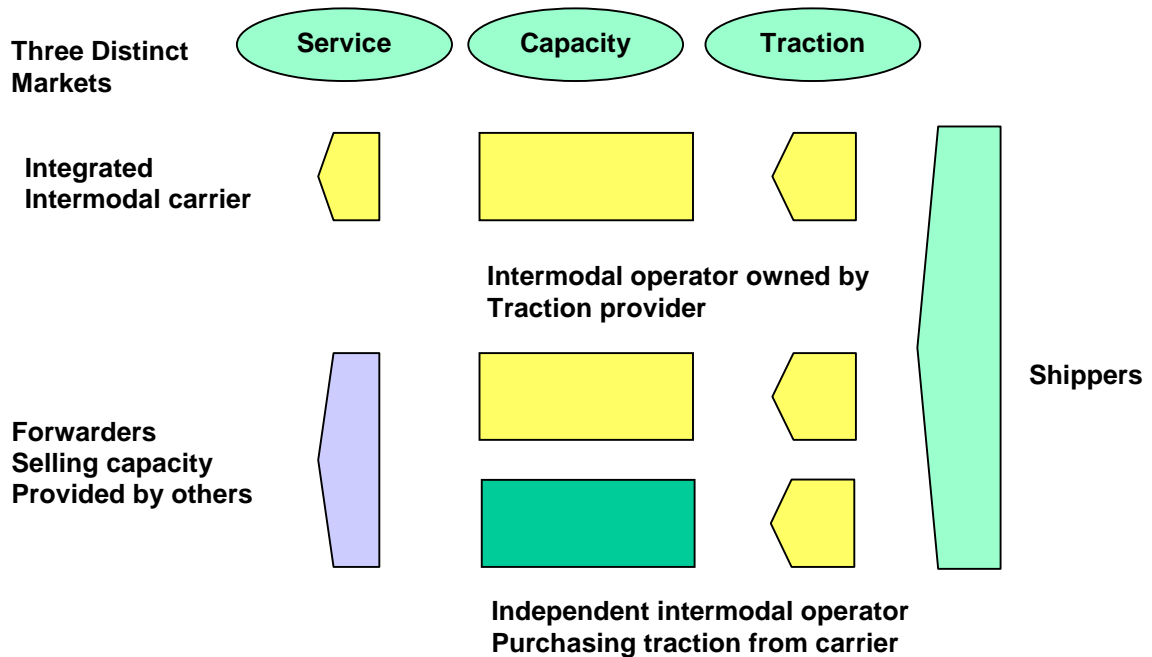 Three Distinct
Markets
Service
Capacity
Traction
Integrated
Intermodal carrier
Intermodal operator owned by
Traction provider
Shippers
Forwarders
Selling capacity
Provided by others
Independent intermodal operator
Purchasing traction from carrier